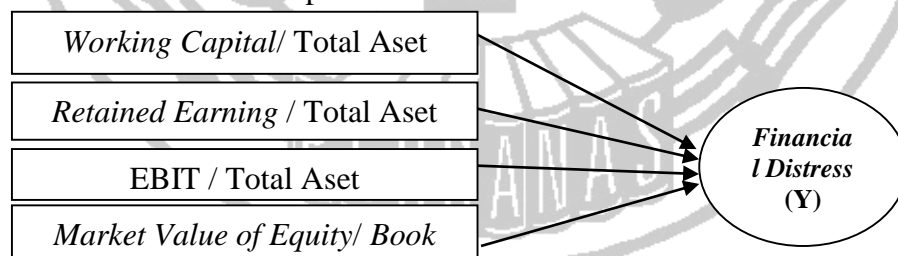 Working Capital/ Total Aset
Retained Earning / Total Aset
EBIT / Total Aset
Market Value of Equity/ Book
Financia
l Distress
(Y)